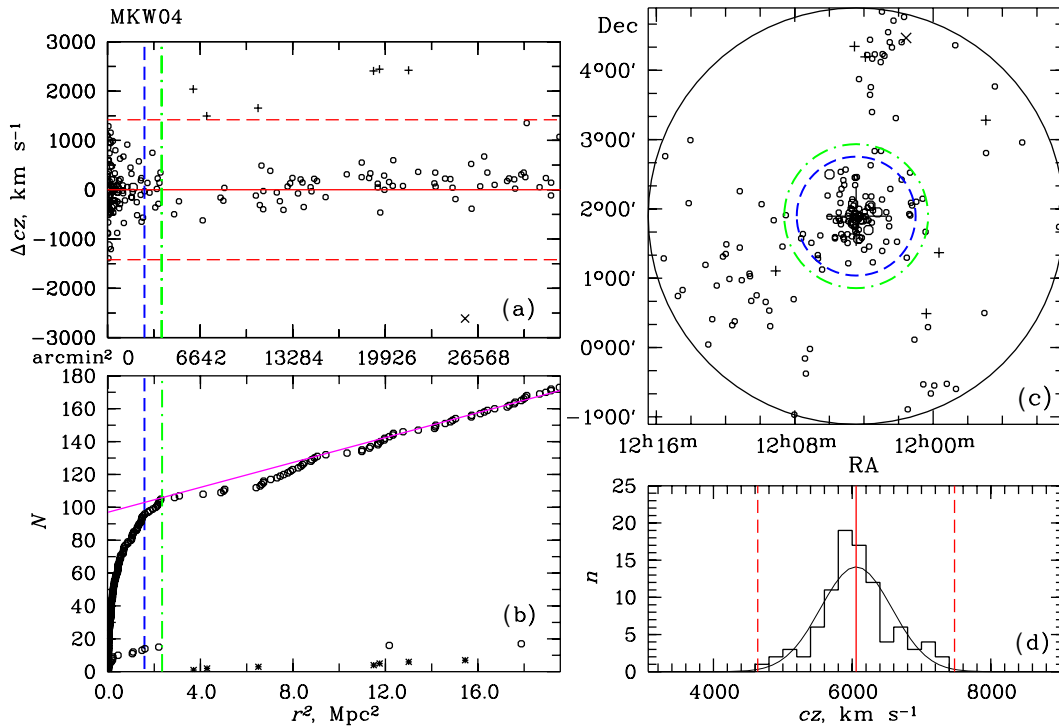 MKW04
3000
2000
1000
0
-1000
-2000
-3000
Δcz, km s⁻¹
(a)
arcmin² 0 6642 13284 19926 26568
180
160
140
120
100
80
60
40
20
0
N
(b)
0.0 4.0 8.0 12.0 16.0
r², Mpc²
Dec
4°00′
3°00′
2°00′
1°00′
0°00′
-1°00′
(c)
12ʰ16ᵐ 12ʰ08ᵐ 12ʰ00ᵐ
RA
25
20
15
10
5
0
n
(d)
4000 6000 8000
cz, km s⁻¹